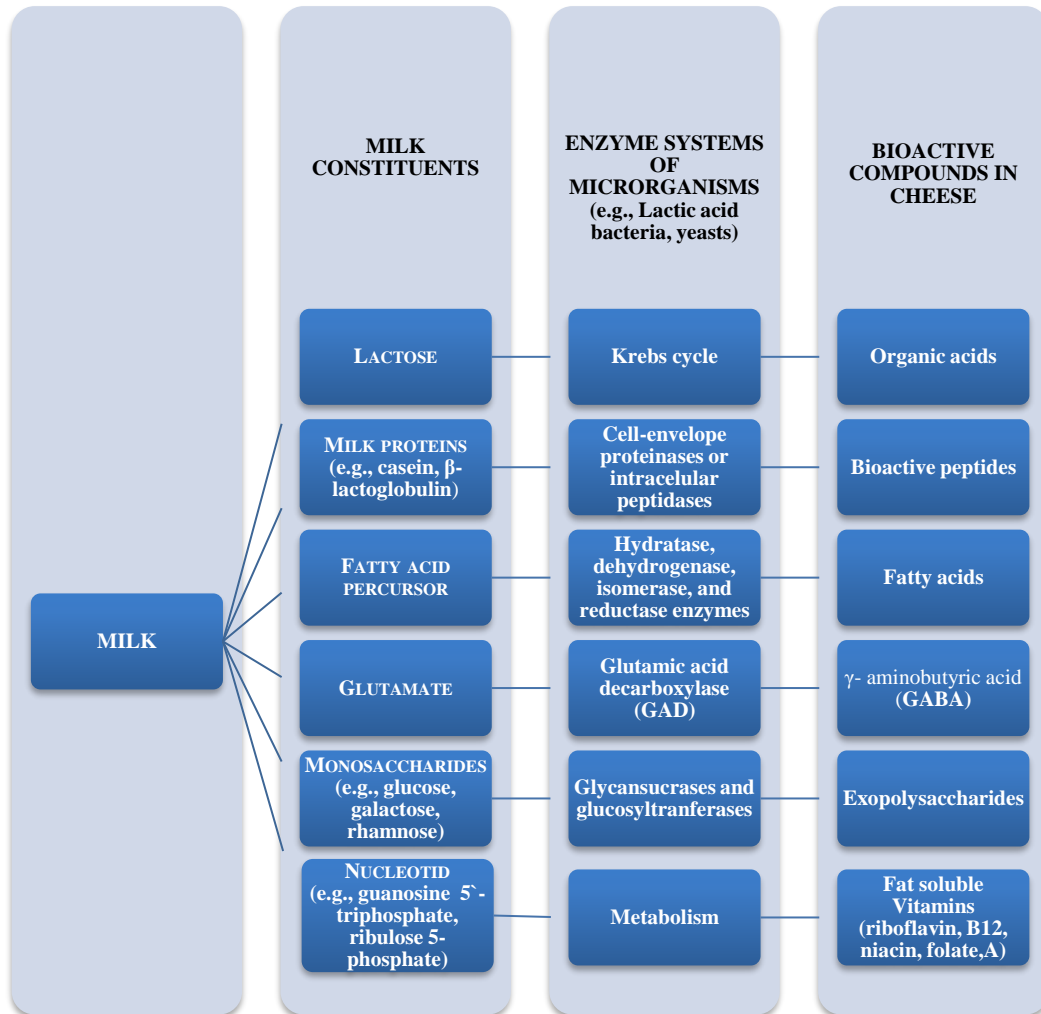 MILK
CONSTITUENTS
ENZYME SYSTEMS
OF
MICRORGANISMS
(e.g., Lactic acid
bacteria, yeasts)
BIOACTIVE
COMPOUNDS IN
CHEESE
MILK
LACTOSE
Krebs cycle
Organic acids
MILK PROTEINS
(e.g., casein, β-
lactoglobulin)
Cell-envelope
proteinases or
intracelular
peptidases
Bioactive peptides
FATTY ACID
PERCURSOR
Hydratase,
dehydrogenase,
isomerase, and
reductase enzymes
Fatty acids
GLUTAMATE
Glutamic acid
decarboxylase
(GAD)
γ- aminobutyric acid
(GABA)
MONOSACCHARIDES
(e.g., glucose,
galactose,
rhamnose)
Glycansucrases and
glucosyltranferases
Exopolysaccharides
NUCLEOTID
(e.g., guanosine 5`-
triphosphate,
ribulose 5-
phosphate)
Metabolism
Fat soluble
Vitamins
(riboflavin, B12,
niacin, folate,A)